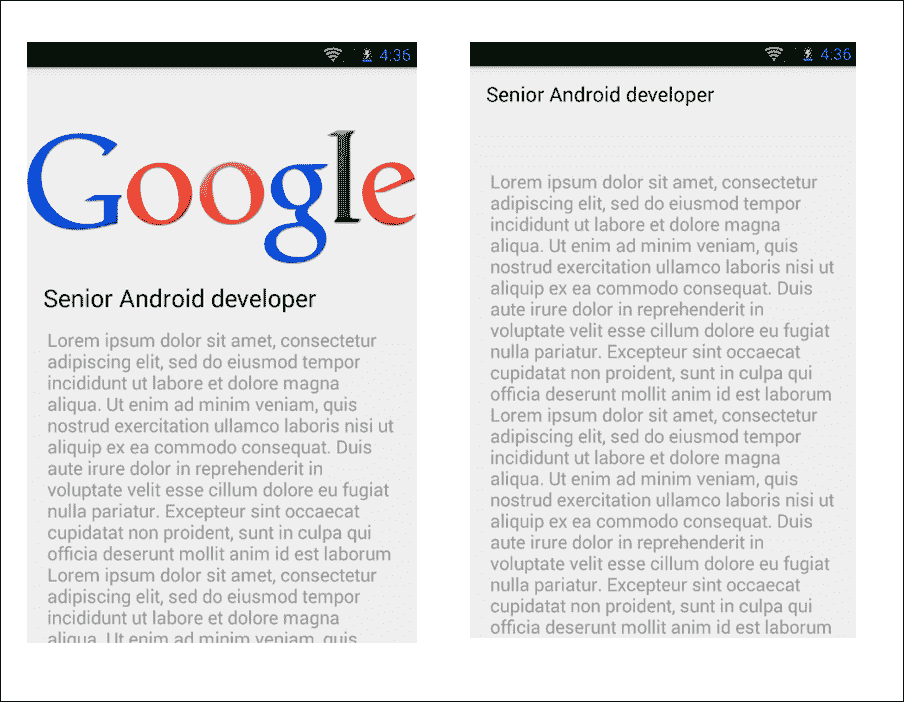 4:36
Google
Senior Android developer
Lorem ipsum dolor sit amet, consectetur
adipiscing elit, sed do eiusmod tempor
incididunt ut labore et dolore magna
aliqua. Ut enim ad minim veniam, quis
nostrud exercitation ullamco laboris nisi ut
aliquip ex ea commodo consequat. Duis
aute irure dolor in reprehenderit in
voluptate velit esse cillum dolore eu fugiat
nulla pariatur. Excepteur sint occaecat
cupidatat non proident, sunt in culpa qui
officia deserunt mollit anim id est laborum
Lorem ipsum dolor sit amet, consectetur
adipiscing elit, sed do eiusmod tempor
incididunt ut labore et dolore magna
aliqua. Ut enim ad minim veniam, quis
4:36
Senior Android developer
Lorem ipsum dolor sit amet, consectetur
adipiscing elit, sed do eiusmod tempor
incididunt ut labore et dolore magna
aliqua. Ut enim ad minim veniam, quis
nostrud exercitation ullamco laboris nisi ut
aliquip ex ea commodo consequat. Duis
aute irure dolor in reprehenderit in
voluptate velit esse cillum dolore eu fugiat
nulla pariatur. Excepteur sint occaecat
cupidatat non proident, sunt in culpa qui
officia deserunt mollit anim id est laborum
Lorem ipsum dolor sit amet, consectetur
adipiscing elit, sed do eiusmod tempor
incididunt ut labore et dolore magna
aliqua. Ut enim ad minim veniam, quis
nostrud exercitation ullamco laboris nisi ut
aliquip ex ea commodo consequat. Duis
aute irure dolor in reprehenderit in
voluptate velit esse cillum dolore eu fugiat
nulla pariatur. Excepteur sint occaecat
cupidatat non proident, sunt in culpa qui
officia deserunt mollit anim id est laborum